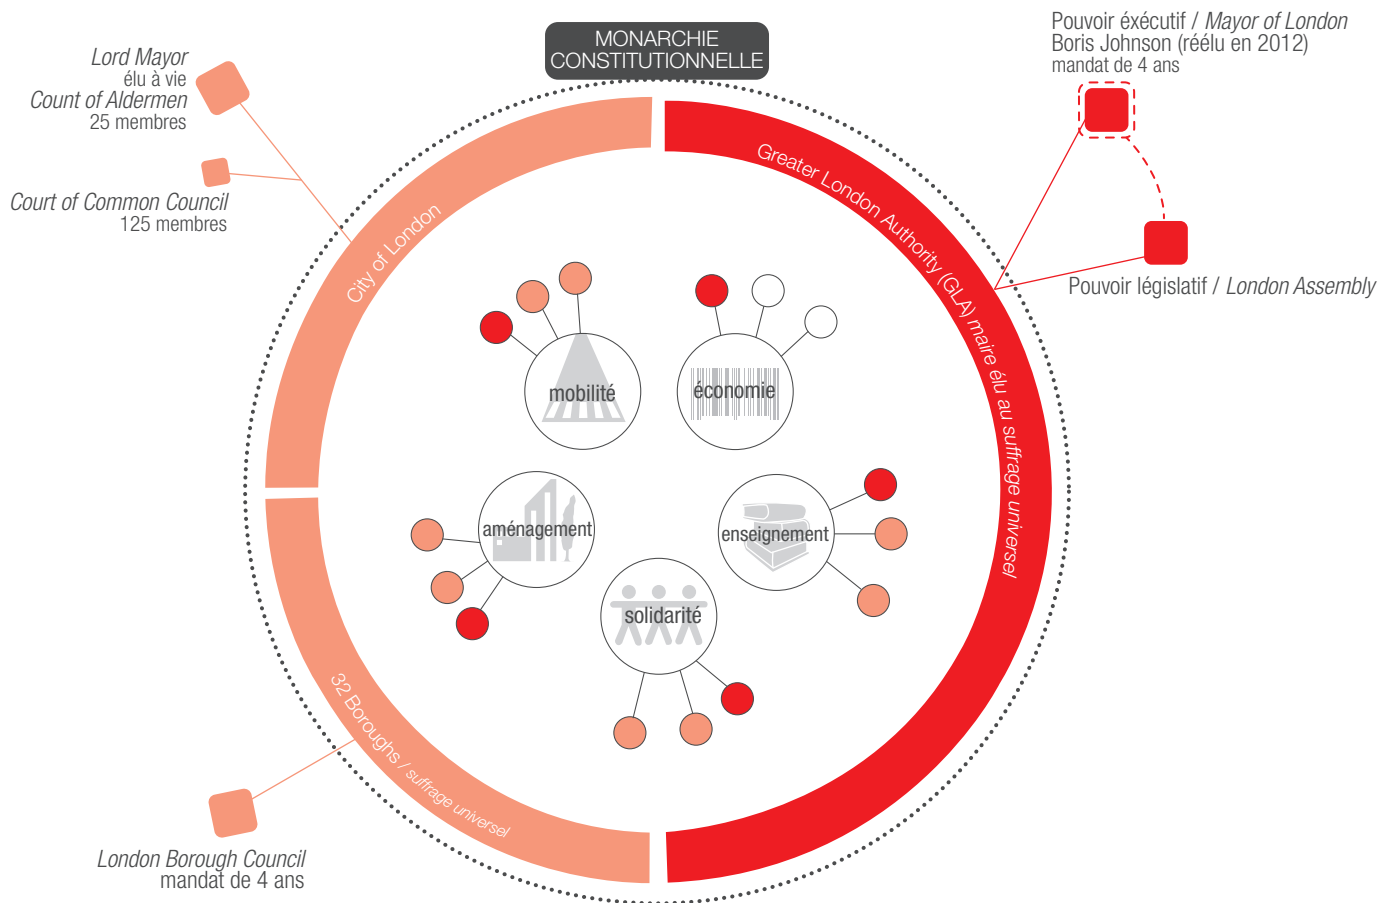 MONARCHIE
CONSTITUTIONNELLE
Lord Mayor
élu à vie
Count of Aldermen
25 membres
Court of Common Council
125 membres
Pouvoir éxécutif / Mayor of London
Boris Johnson (réélu en 2012)
mandat de 4 ans
Pouvoir législatif / London Assembly
City of London
Greater London Authority (GLA) maire élu au suffrage universel
mobilité
économie
aménagement
enseignement
solidarité
32 Boroughs / suffrage universel
London Borough Council
mandat de 4 ans